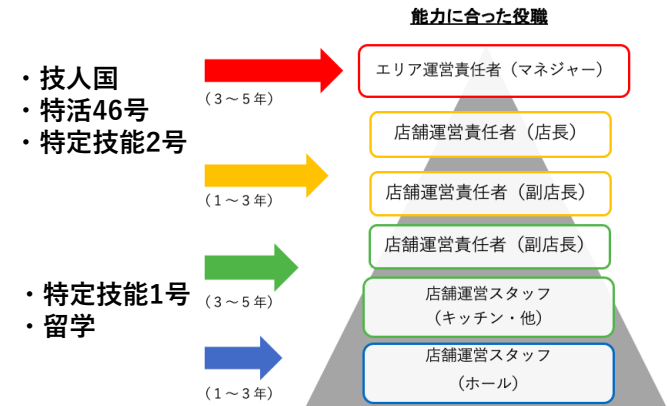 能力に合った役職
・技人国
・特活46号
・特定技能2号
（３～５年）
エリア運営責任者（マネジャー）
店舗運営責任者（店長）
（１～３年）
店舗運営責任者（副店長）
店舗運営責任者（副店長）
・特定技能1号
・留学
（３～５年）
店舗運営スタッフ
（キッチン・他）
（１～３年）
店舗運営スタッフ
（ホール）